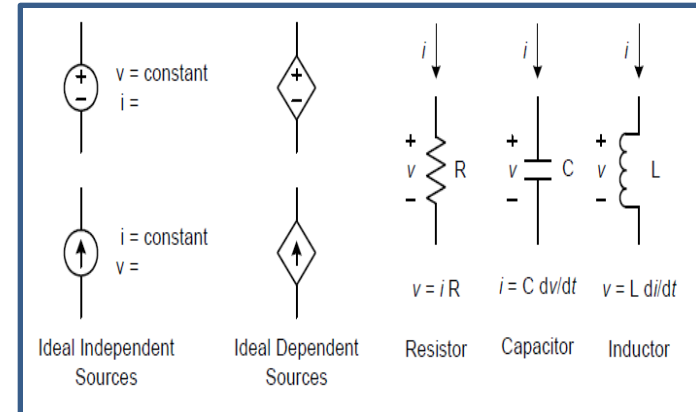 v = constant
i =
i = constant
v =
Ideal Independent
Sources
Ideal Dependent
Sources
i
+
v
−
R
v = i R
Resistor
i
+
v
−
C
i = C dv/dt
Capacitor
i
+
v
−
L
v = L di/dt
Inductor